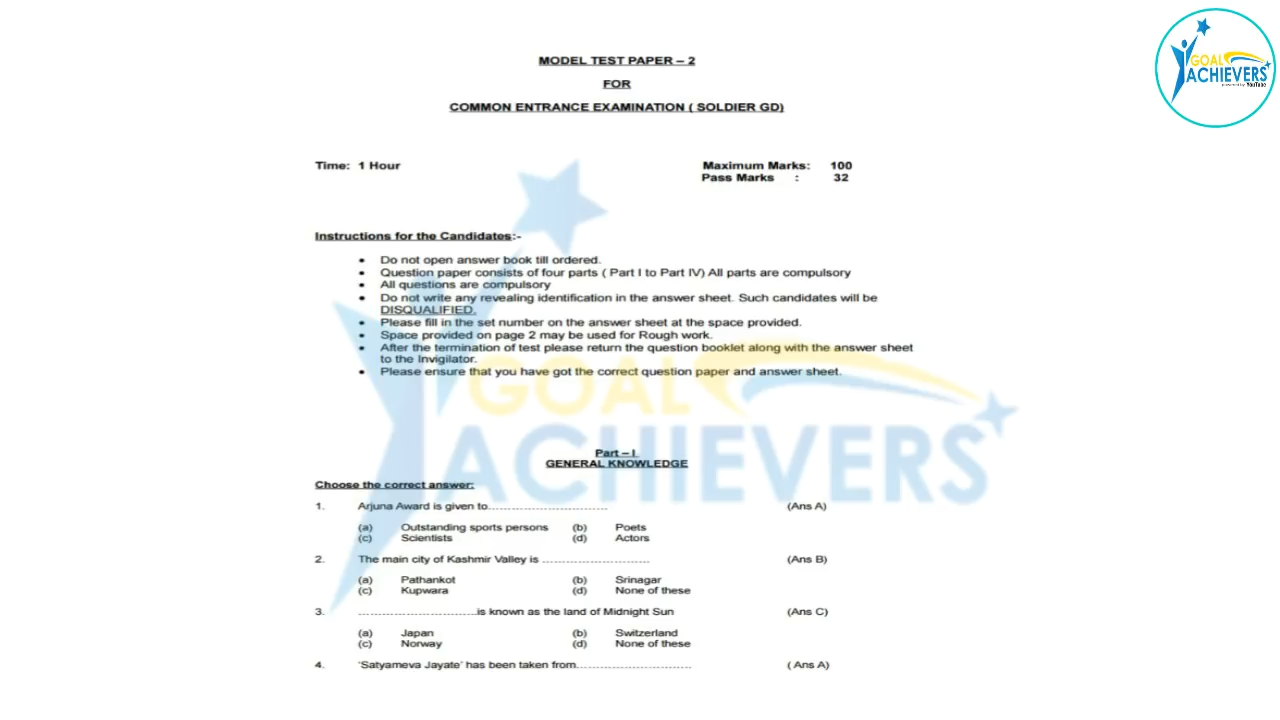 GOAL
ACHIEVERS
powered by YouTube
MODEL TEST PAPER – 2
FOR
COMMON ENTRANCE EXAMINATION ( SOLDIER GD)
Time: 1 Hour Maximum Marks: 100
Pass Marks : 32
Instructions for the Candidates:-
• Do not open answer book till ordered.
• Question paper consists of four parts ( Part I to Part IV) All parts are compulsory
• All questions are compulsory
• Do not write any revealing identification in the answer sheet. Such candidates will be
DISQUALIFIED.
• Please fill in the set number on the answer sheet at the space provided.
• Space provided on page 2 may be used for Rough work.
• After the termination of test please return the question booklet along with the answer sheet
to the Invigilator.
• Please ensure that you have got the correct question paper and answer sheet.
GOAL
ACHIEVERS
Part – I
GENERAL KNOWLEDGE
Choose the correct answer:
1. Arjuna Award is given to.............................. (Ans A)
(a) Outstanding sports persons (b) Poets
(c) Scientists (d) Actors
2. The main city of Kashmir Valley is ........................... (Ans B)
(a) Pathankot (b) Srinagar
(c) Kupwara (d) None of these
3. ..............................is known as the land of Midnight Sun (Ans C)
(a) Japan (b) Switzerland
(c) Norway (d) None of these
4. ‘Satyameva Jayate’ has been taken from............................. ( Ans A)